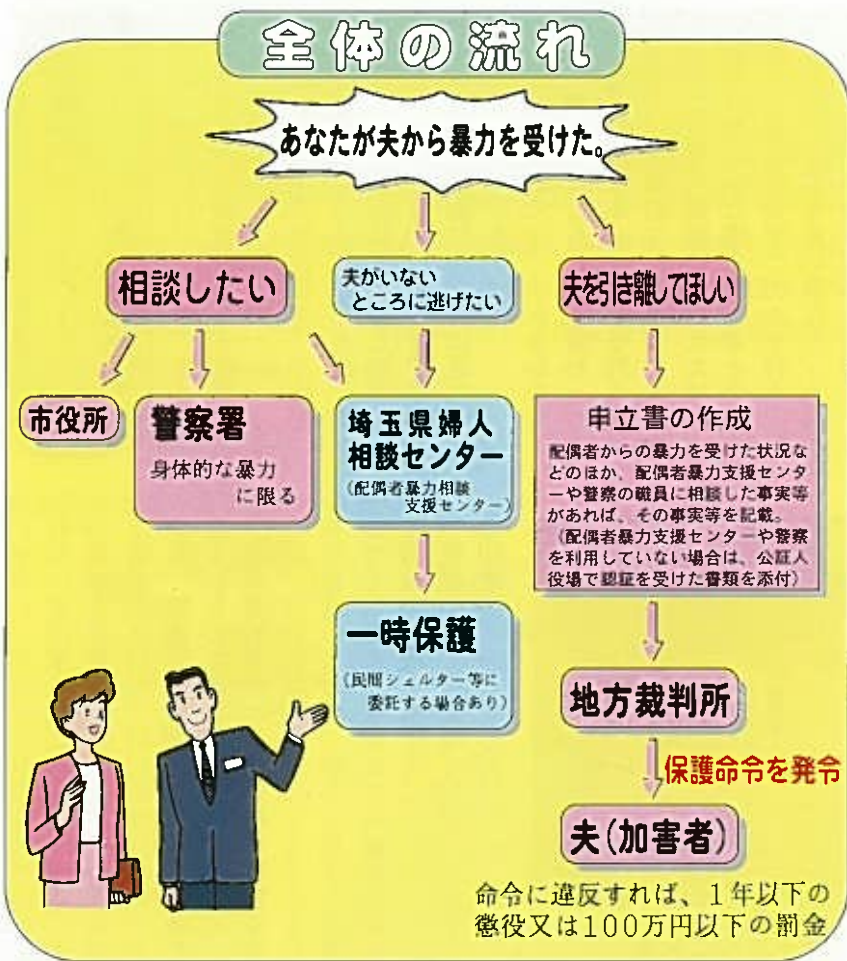 全体の流れ
あなたが夫から暴力を受けた。
相談したい
夫がいない
ところに逃げたい
夫を引き離してほしい
市役所
警察署
身体的な暴力
に限る
埼玉県婦人
相談センター
(配偶者暴力相談
支援センター)
申立書の作成
配偶者からの暴力を受けた状況な
どのほか、配偶者暴力支援センタ
ーや警察の職員に相談した事実等
があれば、その事実等を記載。
(配偶者暴力支援センターや警察
を利用していない場合は、公証人
役場で認証を受けた書類を添付)
一時保護
(民間シェルター等に
委託する場合あり)
地方裁判所
保護命令を発令
夫(加害者)
命令に違反すれば、1年以下の
懲役又は100万円以下の罰金